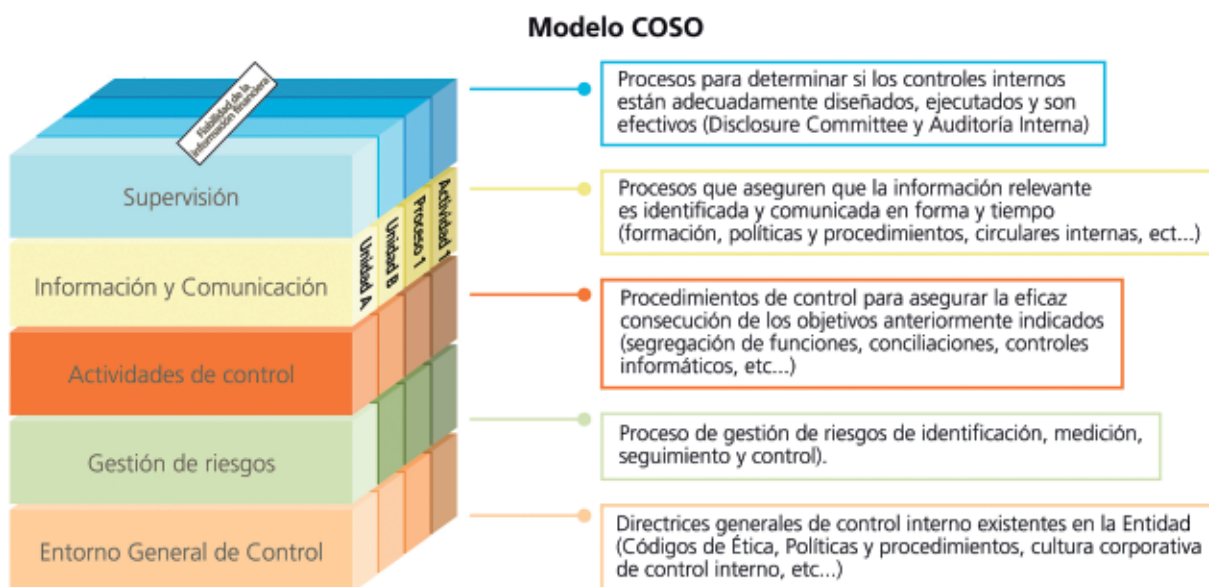 Modelo COSO
Fiabilidad de la
información financiera
Supervisión
Información y Comunicación
Actividades de control
Gestión de riesgos
Entorno General de Control
Unidad A
Unidad B
Proceso 1
Actividad 1
Procesos para determinar si los controles internos
están adecuadamente diseñados, ejecutados y son
efectivos (Disclosure Committee y Auditoría Interna)
Procesos que aseguren que la información relevante
es identificada y comunicada en forma y tiempo
(formación, políticas y procedimientos, circulares internas, ect...)
Procedimientos de control para asegurar la eficaz
consecución de los objetivos anteriormente indicados
(segregación de funciones, conciliaciones, controles
informáticos, etc...)
Proceso de gestión de riesgos de identificación, medición,
seguimiento y control).
Directrices generales de control interno existentes en la Entidad
(Códigos de Ética, Políticas y procedimientos, cultura corporativa
de control interno, etc...)